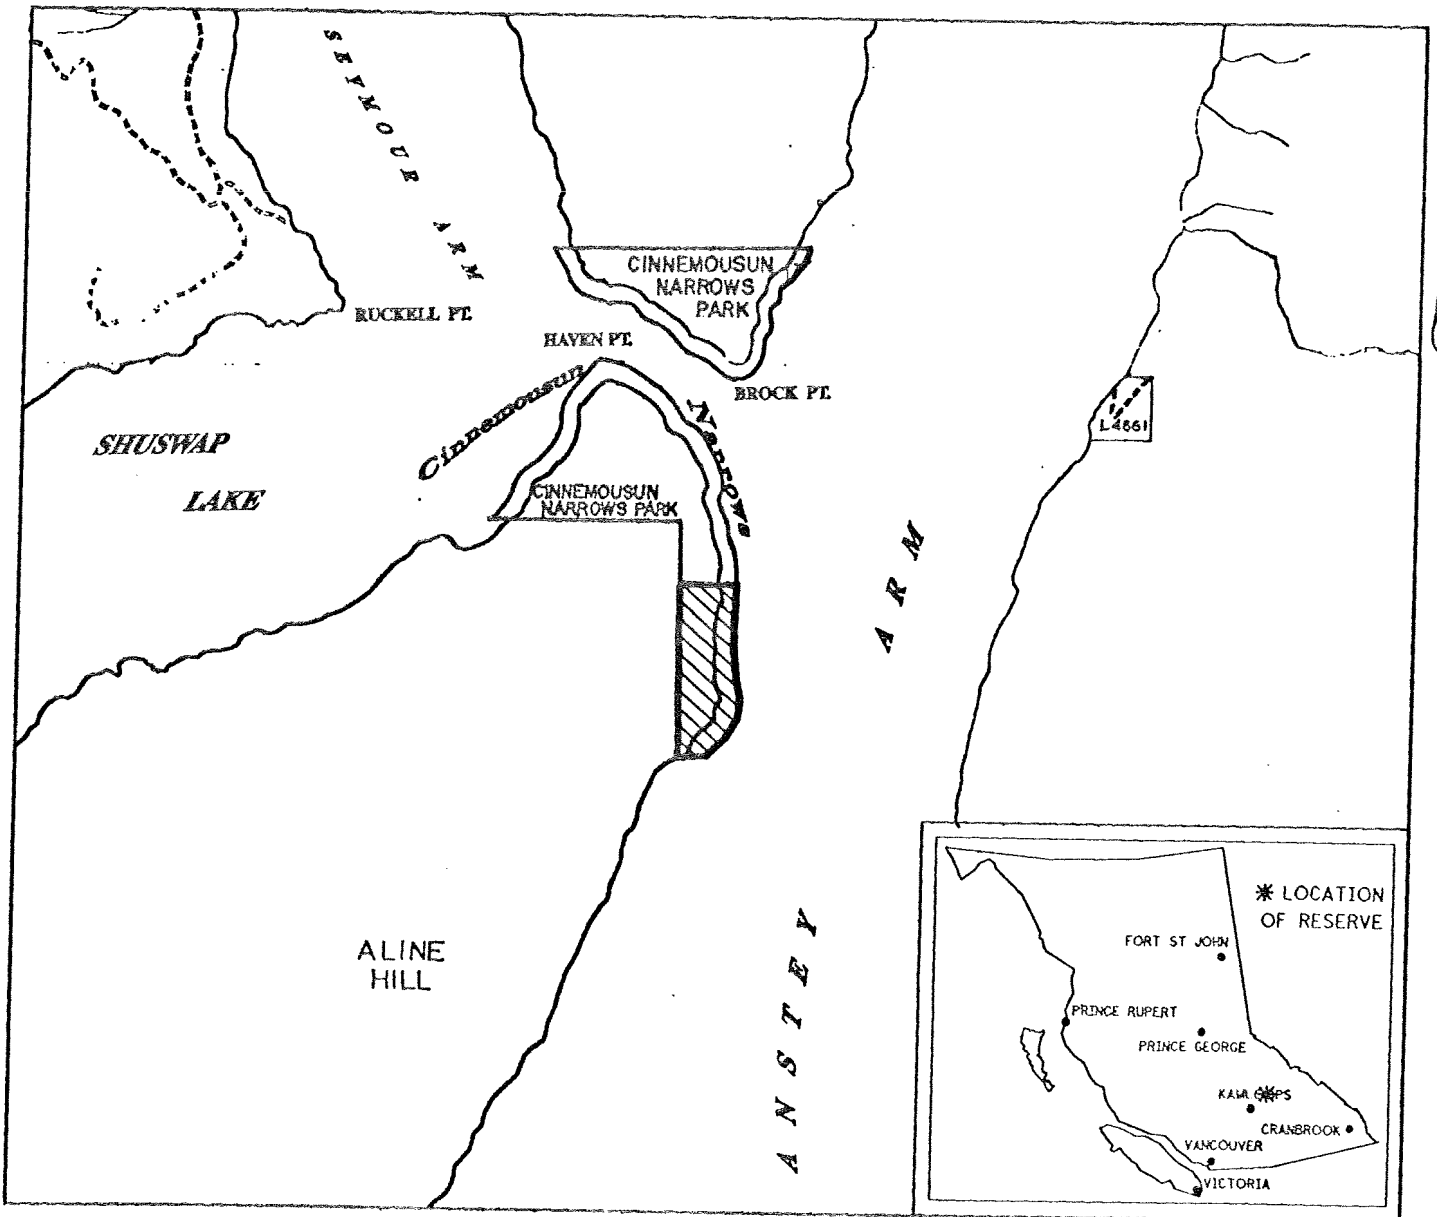 SEYMOUR ARM
CINNEMOUSUN
NARROWS
PARK
RUCKELL PT.
HAVEN PT.
BROCK PT.
Cinnemousun Narrows
L4661
SHUSWAP
LAKE
CINNEMOUSUN
NARROWS PARK
ANSTEY ARM
ALINE
HILL
LOCATION
OF RESERVE
FORT ST JOHN
PRINCE RUPERT
PRINCE GEORGE
CRANBROOK
VANCOUVER
VICTORIA